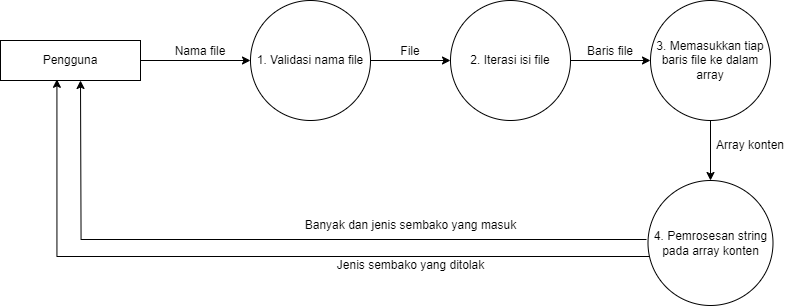 Pengguna
Nama file
1. Validasi nama file
File
2. Iterasi isi file
Baris file
3. Memasukkan tiap
baris file ke dalam
array
Array konten
4. Pemrosesan string
pada array konten
Banyak dan jenis sembako yang masuk
Jenis sembako yang ditolak